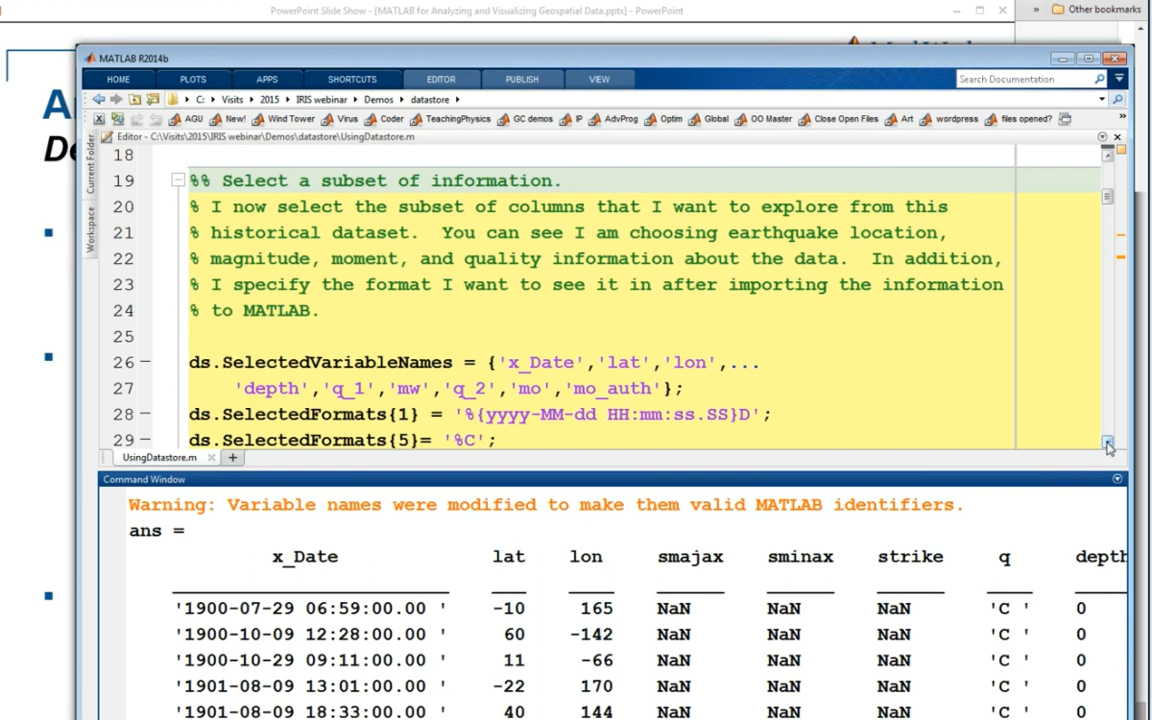 PowerPoint Slide Show - [MATLAB for Analyzing and Visualizing Geospatial Data.pptx] - PowerPoint
» Other bookmarks
MATLAB R2014b
HOME PLOTS APPS SHORTCUTS EDITOR PUBLISH VIEW Search Documentation
C: ▸ Visits ▸ 2015 ▸ IRIS webinar ▸ Demos ▸ datastore ▸
AGU New! Wind Tower Virus Coder TeachingPhysics GC demos IP AdvProg Optim Global OO Master Close Open Files Art wordpress files opened? »
Editor - C:\Visits\2015\IRIS webinar\Demos\datastore\UsingDatastore.m
Current Folder
Workspace
18
19 %% Select a subset of information.
20 % I now select the subset of columns that I want to explore from this
21 % historical dataset.  You can see I am choosing earthquake location,
22 % magnitude, moment, and quality information about the data.  In addition,
23 % I specify the format I want to see it in after importing the information
24 % to MATLAB.
25
26 – ds.SelectedVariableNames = {'x_Date','lat','lon',...
27 'depth','q_1','mw','q_2','mo','mo_auth'};
28 – ds.SelectedFormats{1} = '%{yyyy-MM-dd HH:mm:ss.SS}D';
29 – ds.SelectedFormats{5}= '%C';
UsingDatastore.m × +
Command Window
Warning: Variable names were modified to make them valid MATLAB identifiers.
ans =
x_Date lat lon smajax sminax strike q depth
'1900-07-29 06:59:00.00 ' -10 165 NaN NaN NaN 'C ' 0
'1900-10-09 12:28:00.00 ' 60 -142 NaN NaN NaN 'C ' 0
'1900-10-29 09:11:00.00 ' 11 -66 NaN NaN NaN 'C ' 0
'1901-08-09 13:01:00.00 ' -22 170 NaN NaN NaN 'C ' 0
'1901-08-09 18:33:00.00 ' 40 144 NaN NaN NaN 'C ' 0